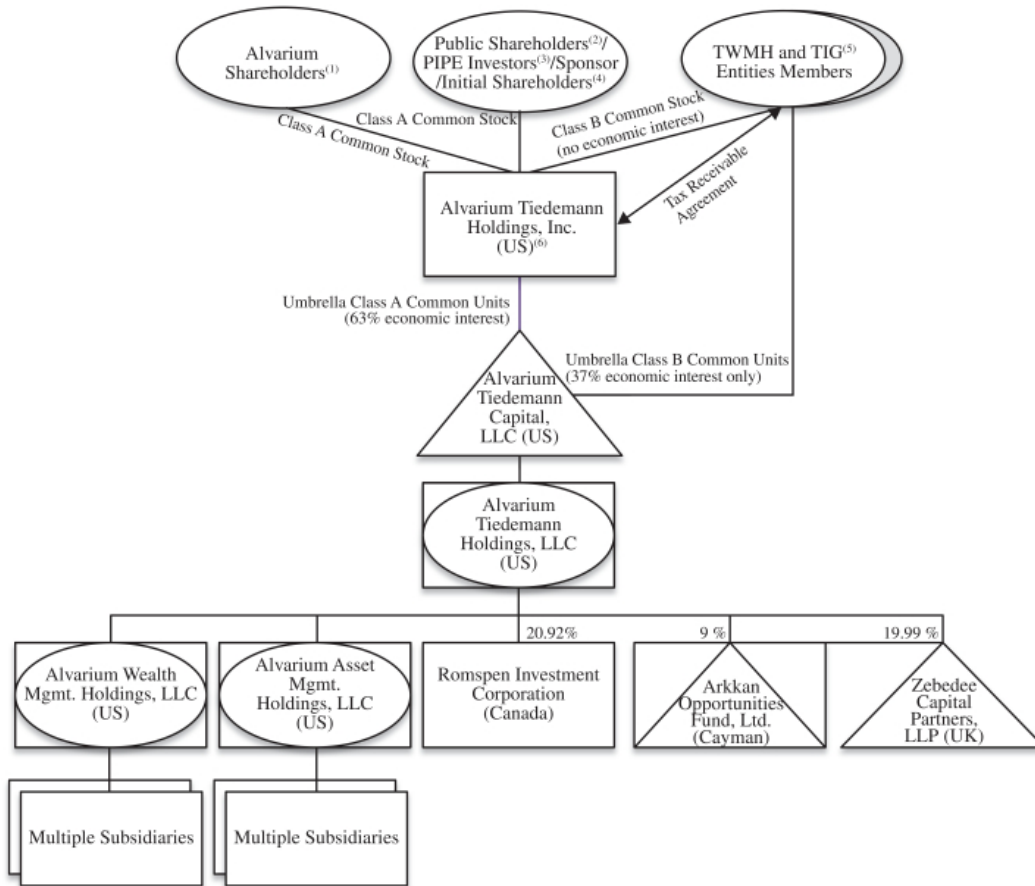 Alvarium
Shareholders(1)
Public Shareholders(2)/
PIPE Investors(3)/Sponsor
/Initial Shareholders(4)
TWMH and TIG(5)
Entities Members
Class A Common Stock
Class A Common Stock
Class B Common Stock
(no economic interest)
Tax Receivable
Agreement
Alvarium Tiedemann
Holdings, Inc.
(US)(6)
Umbrella Class A Common Units
(63% economic interest)
Umbrella Class B Common Units
(37% economic interest only)
Alvarium
Tiedemann
Capital,
LLC (US)
Alvarium
Tiedemann
Holdings, LLC
(US)
20.92%
9 %
19.99 %
Alvarium Wealth
Mgmt. Holdings, LLC
(US)
Alvarium Asset
Mgmt.
Holdings, LLC
(US)
Romspen Investment
Corporation
(Canada)
Arkkan
Opportunities
Fund, Ltd.
(Cayman)
Zebedee
Capital
Partners,
LLP (UK)
Multiple Subsidiaries
Multiple Subsidiaries